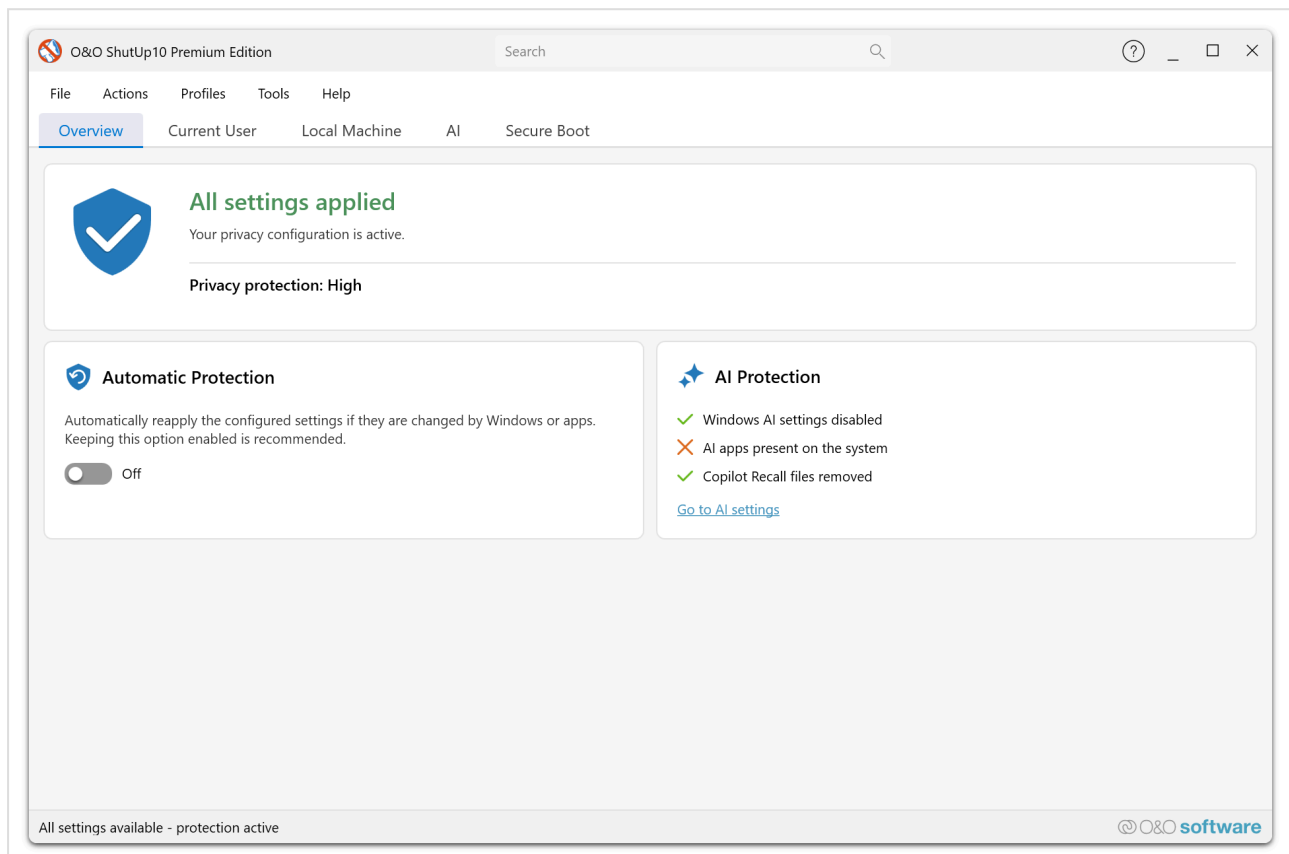 O&O ShutUp10 Premium Edition
Search
?
File Actions Profiles Tools Help
Overview Current User Local Machine AI Secure Boot
All settings applied
Your privacy configuration is active.
Privacy protection: High
Automatic Protection
Automatically reapply the configured settings if they are changed by Windows or apps.
Keeping this option enabled is recommended.
Off
AI Protection
Windows AI settings disabled
AI apps present on the system
Copilot Recall files removed
Go to AI settings
All settings available - protection active
O&O software